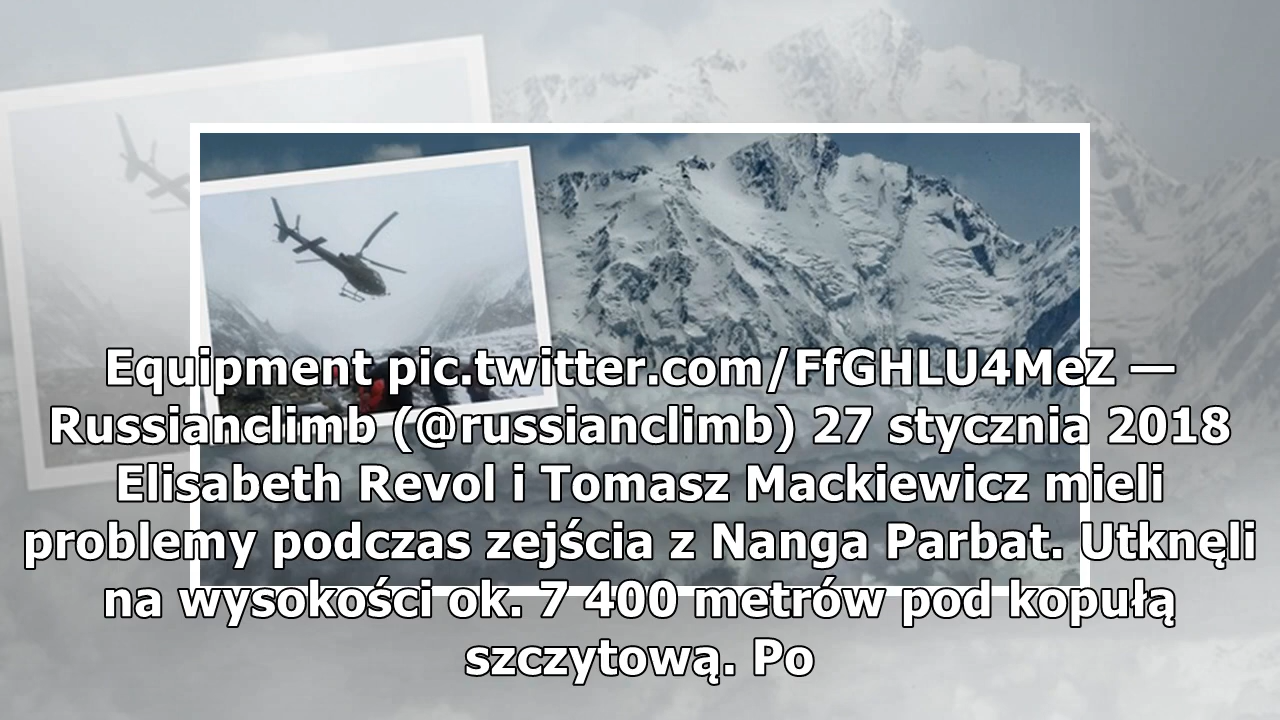 Equipment pic.twitter.com/FfGHLU4MeZ —
Russianclimb (@russianclimb) 27 stycznia 2018
Elisabeth Revol i Tomasz Mackiewicz mieli
problemy podczas zejścia z Nanga Parbat. Utknęli
na wysokości ok. 7 400 metrów pod kopułą
szczytową. Po